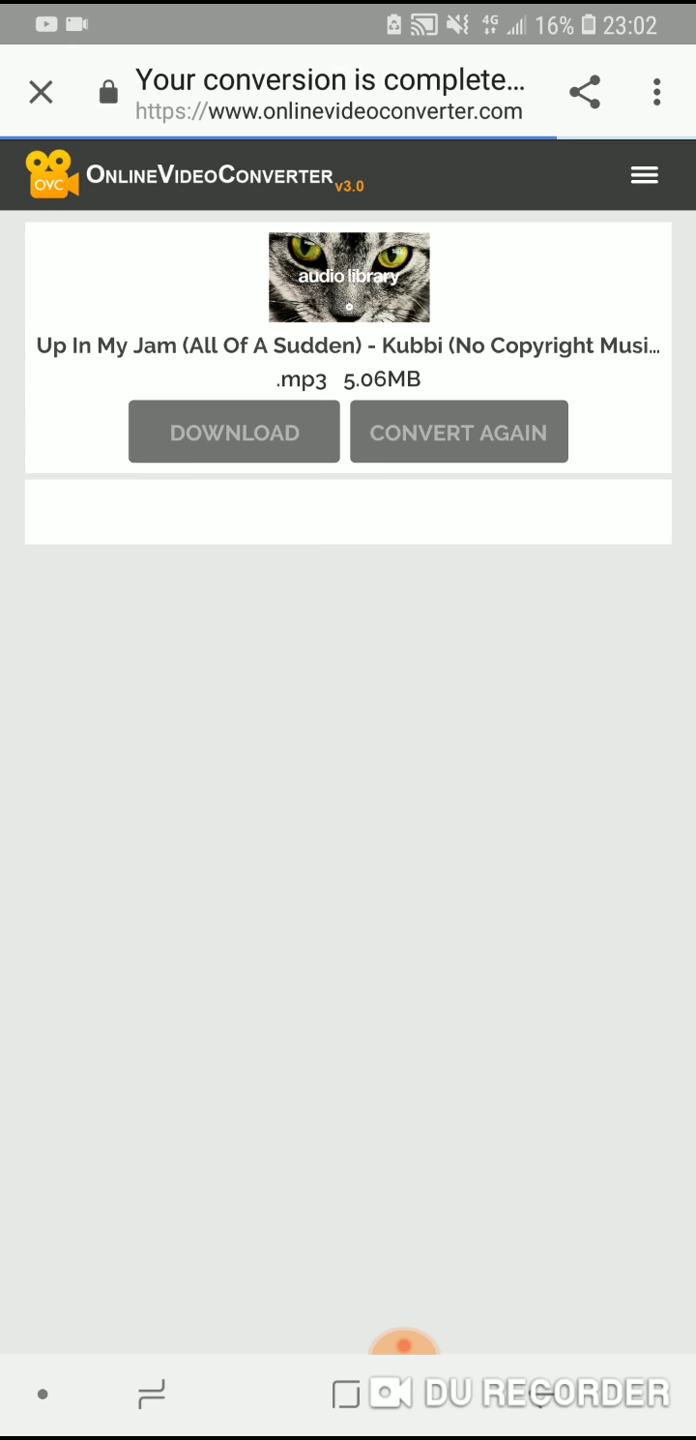 4G 16% 23:02
Your conversion is complete...
https://www.onlinevideoconverter.com
OVC ONLINEVIDEOCONVERTER v3.0
audio library
Up In My Jam (All Of A Sudden) - Kubbi (No Copyright Musi...
.mp3 5.06MB
DOWNLOAD CONVERT AGAIN
DU RECORDER